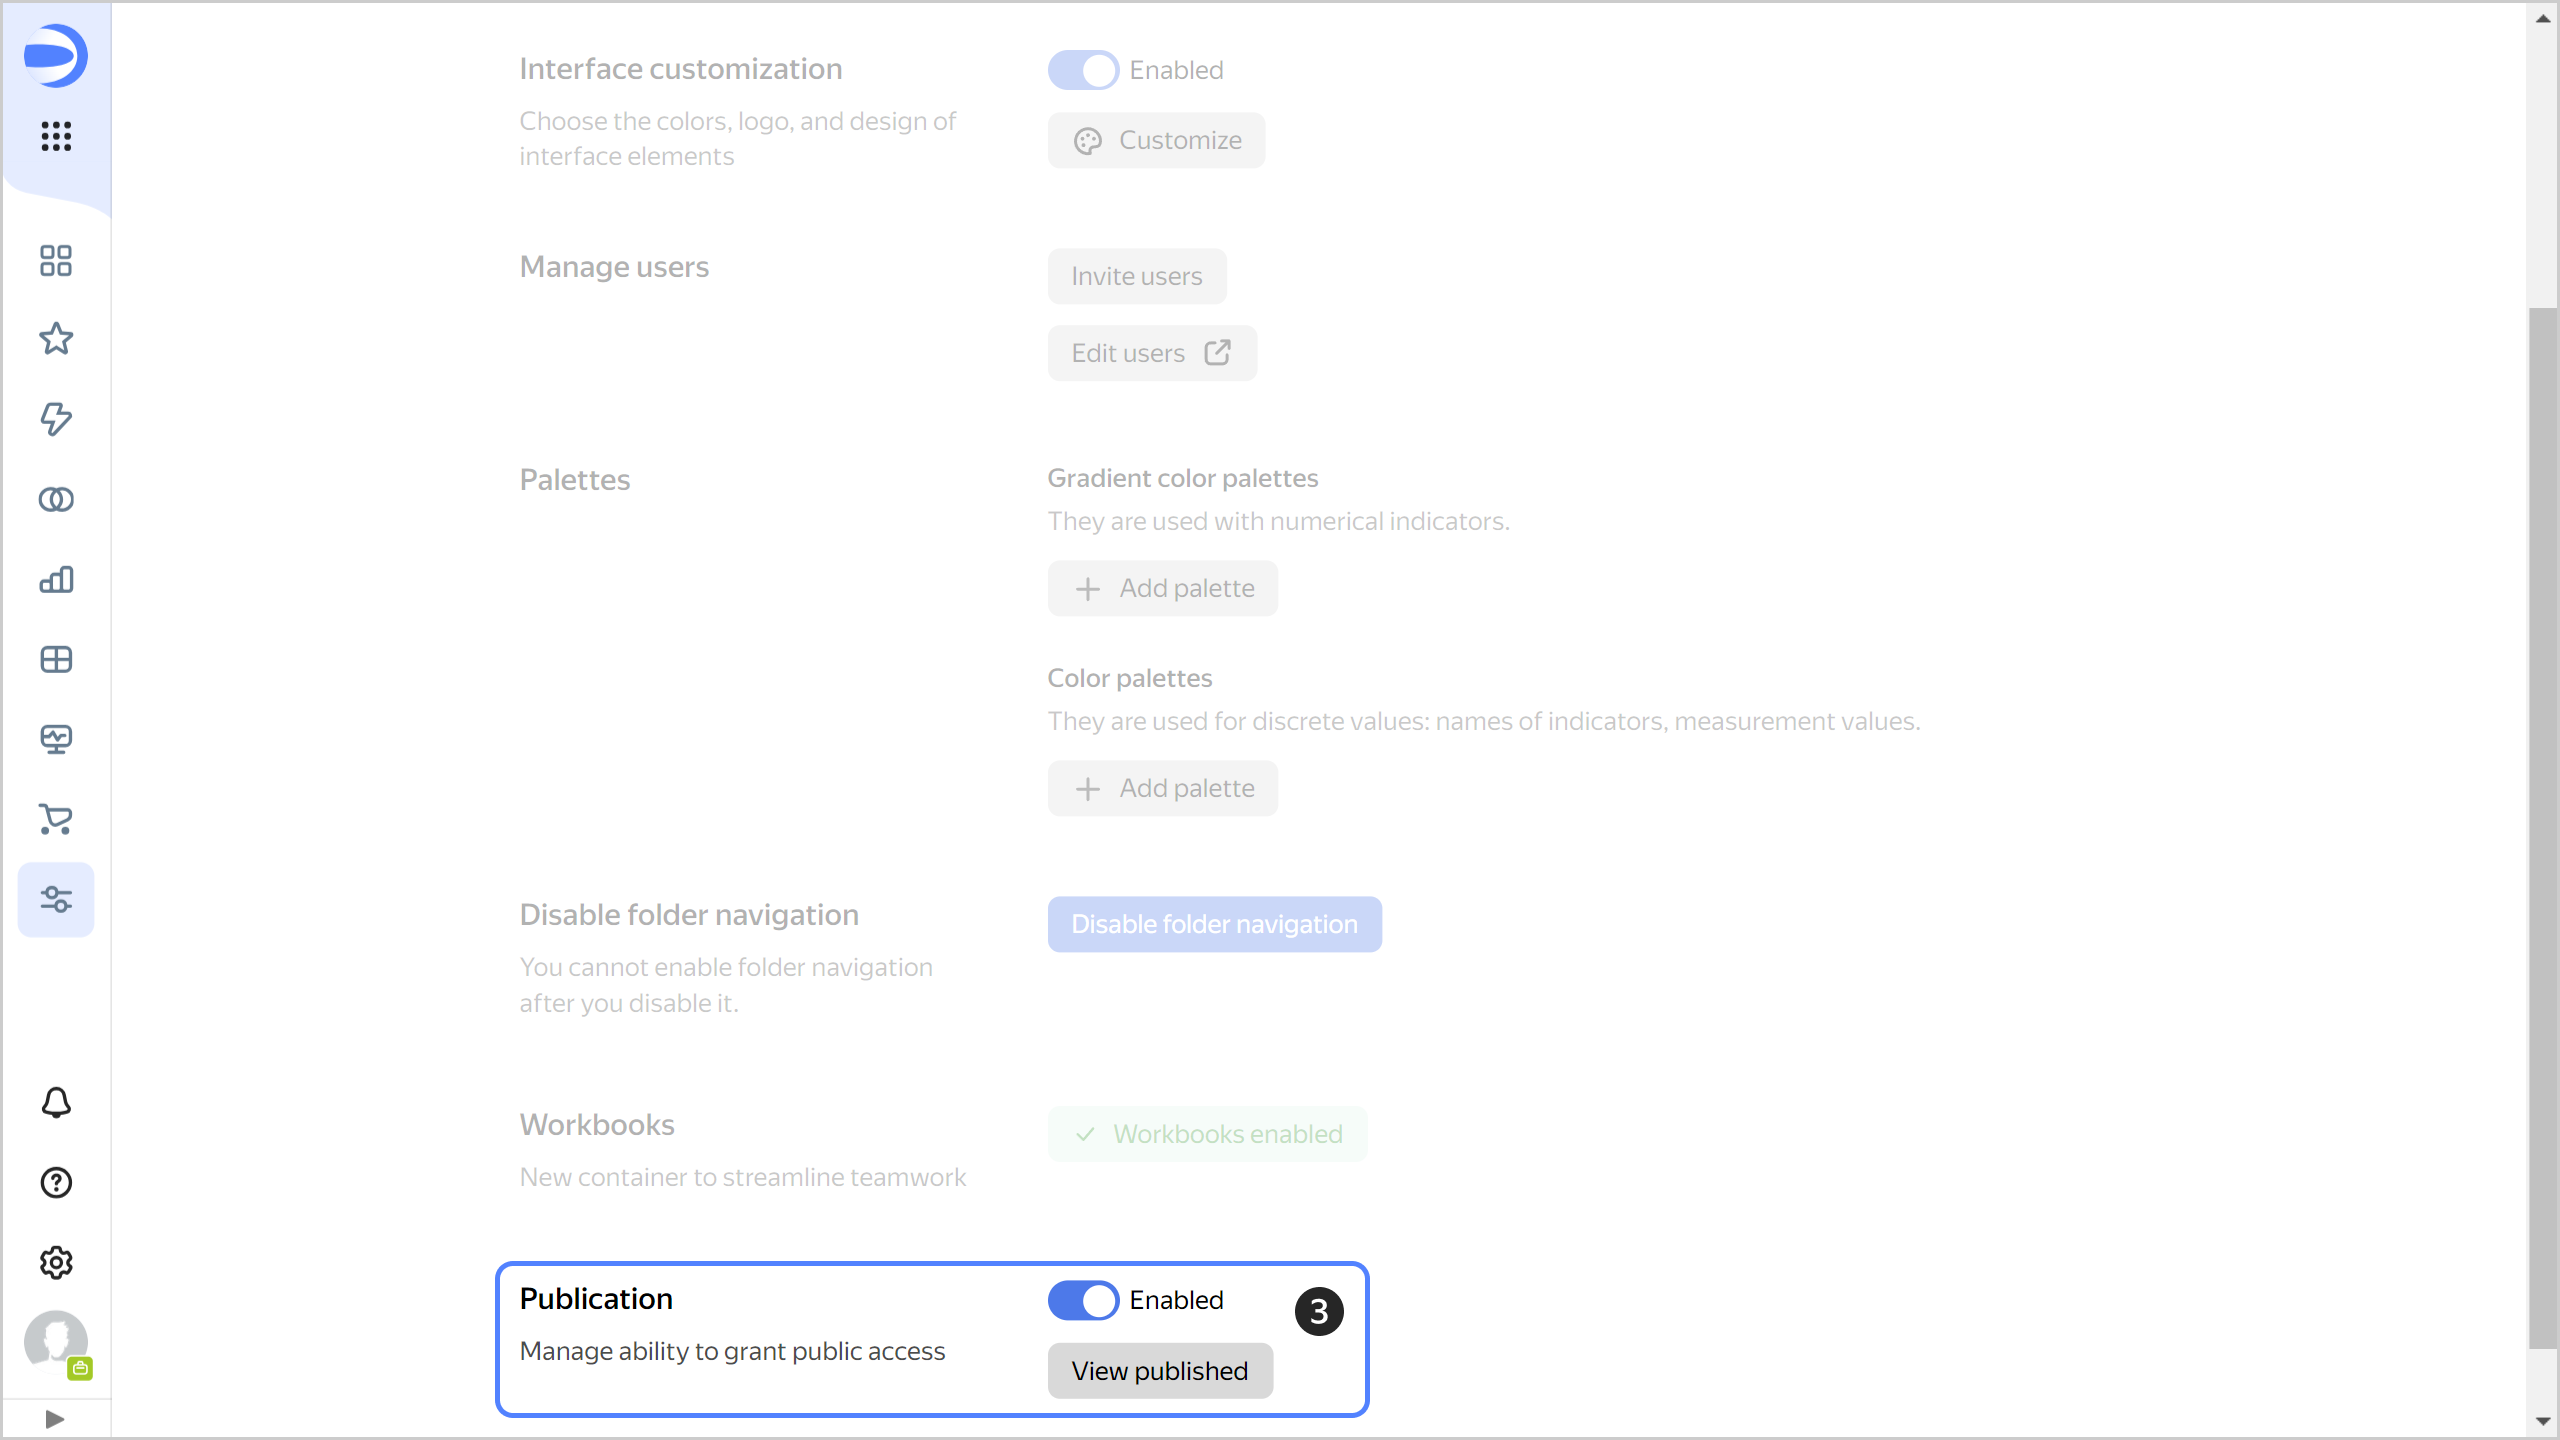 Interface customization
Enabled
Choose the colors, logo, and design of
interface elements
Customize
Manage users
Invite users
Edit users
Palettes
Gradient color palettes
They are used with numerical indicators.
Add palette
Color palettes
They are used for discrete values: names of indicators, measurement values.
Add palette
Disable folder navigation
Disable folder navigation
You cannot enable folder navigation
after you disable it.
Workbooks
Workbooks enabled
New container to streamline teamwork
Publication
Enabled
3
Manage ability to grant public access
View published